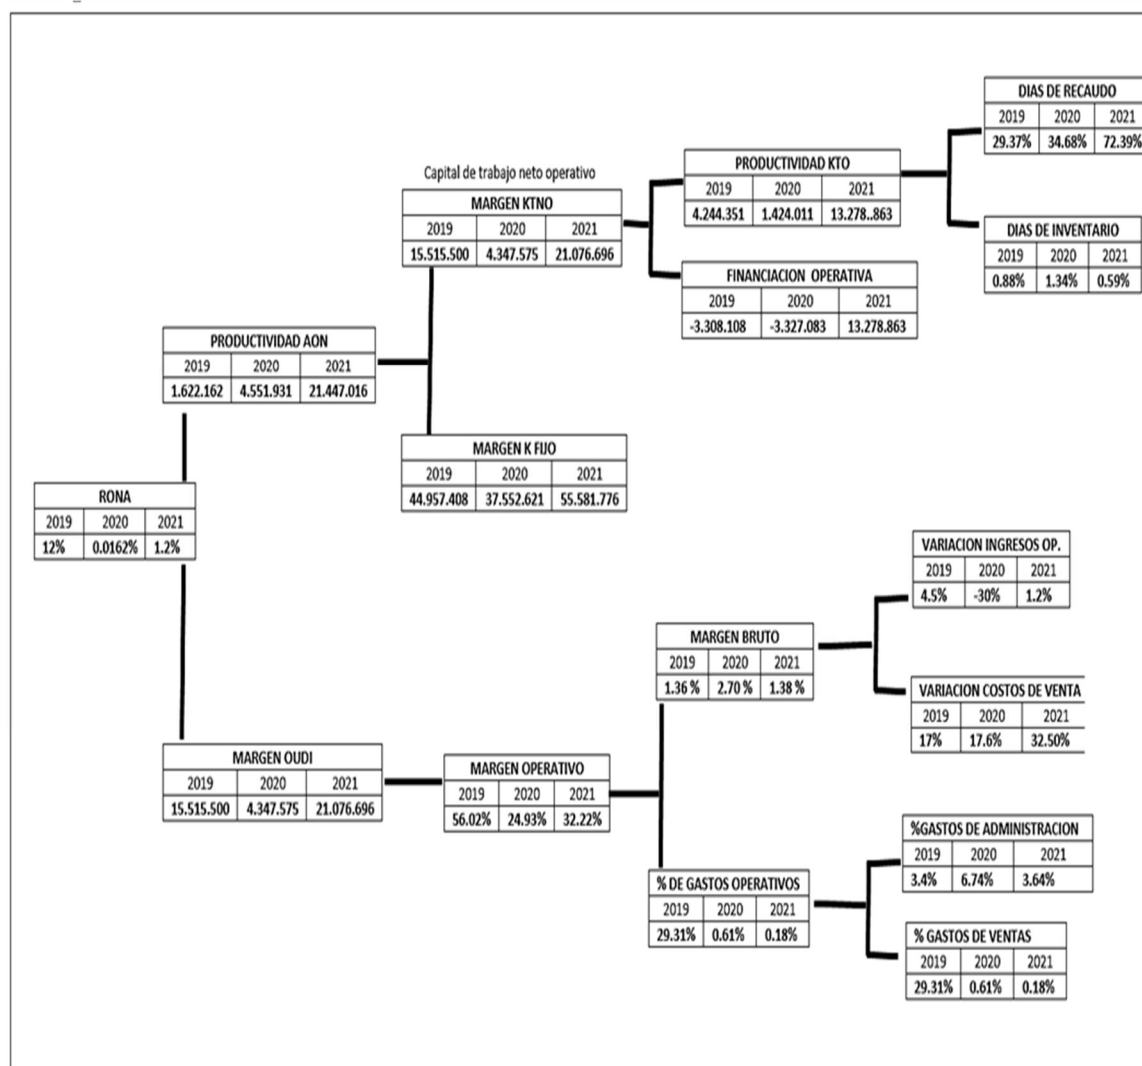 DIAS DE RECAUDO
2019 2020 2021
29.37% 34.68% 72.39%
Capital de trabajo neto operativo
PRODUCTIVIDAD KTO
2019 2020 2021
4.244.351 1.424.011 13.278..863
MARGEN KTNO
2019 2020 2021
15.515.500 4.347.575 21.076.696
DIAS DE INVENTARIO
2019 2020 2021
0.88% 1.34% 0.59%
FINANCIACION OPERATIVA
2019 2020 2021
-3.308.108 -3.327.083 13.278.863
PRODUCTIVIDAD AON
2019 2020 2021
1.622.162 4.551.931 21.447.016
MARGEN K FIJO
2019 2020 2021
44.957.408 37.552.621 55.581.776
RONA
2019 2020 2021
12% 0.0162% 1.2%
VARIACION INGRESOS OP.
2019 2020 2021
4.5% -30% 1.2%
MARGEN BRUTO
2019 2020 2021
1.36 % 2.70 % 1.38 %
VARIACION COSTOS DE VENTA
2019 2020 2021
17% 17.6% 32.50%
MARGEN OUDI
2019 2020 2021
15.515.500 4.347.575 21.076.696
MARGEN OPERATIVO
2019 2020 2021
56.02% 24.93% 32.22%
%GASTOS DE ADMINISTRACION
2019 2020 2021
3.4% 6.74% 3.64%
% DE GASTOS OPERATIVOS
2019 2020 2021
29.31% 0.61% 0.18%
% GASTOS DE VENTAS
2019 2020 2021
29.31% 0.61% 0.18%